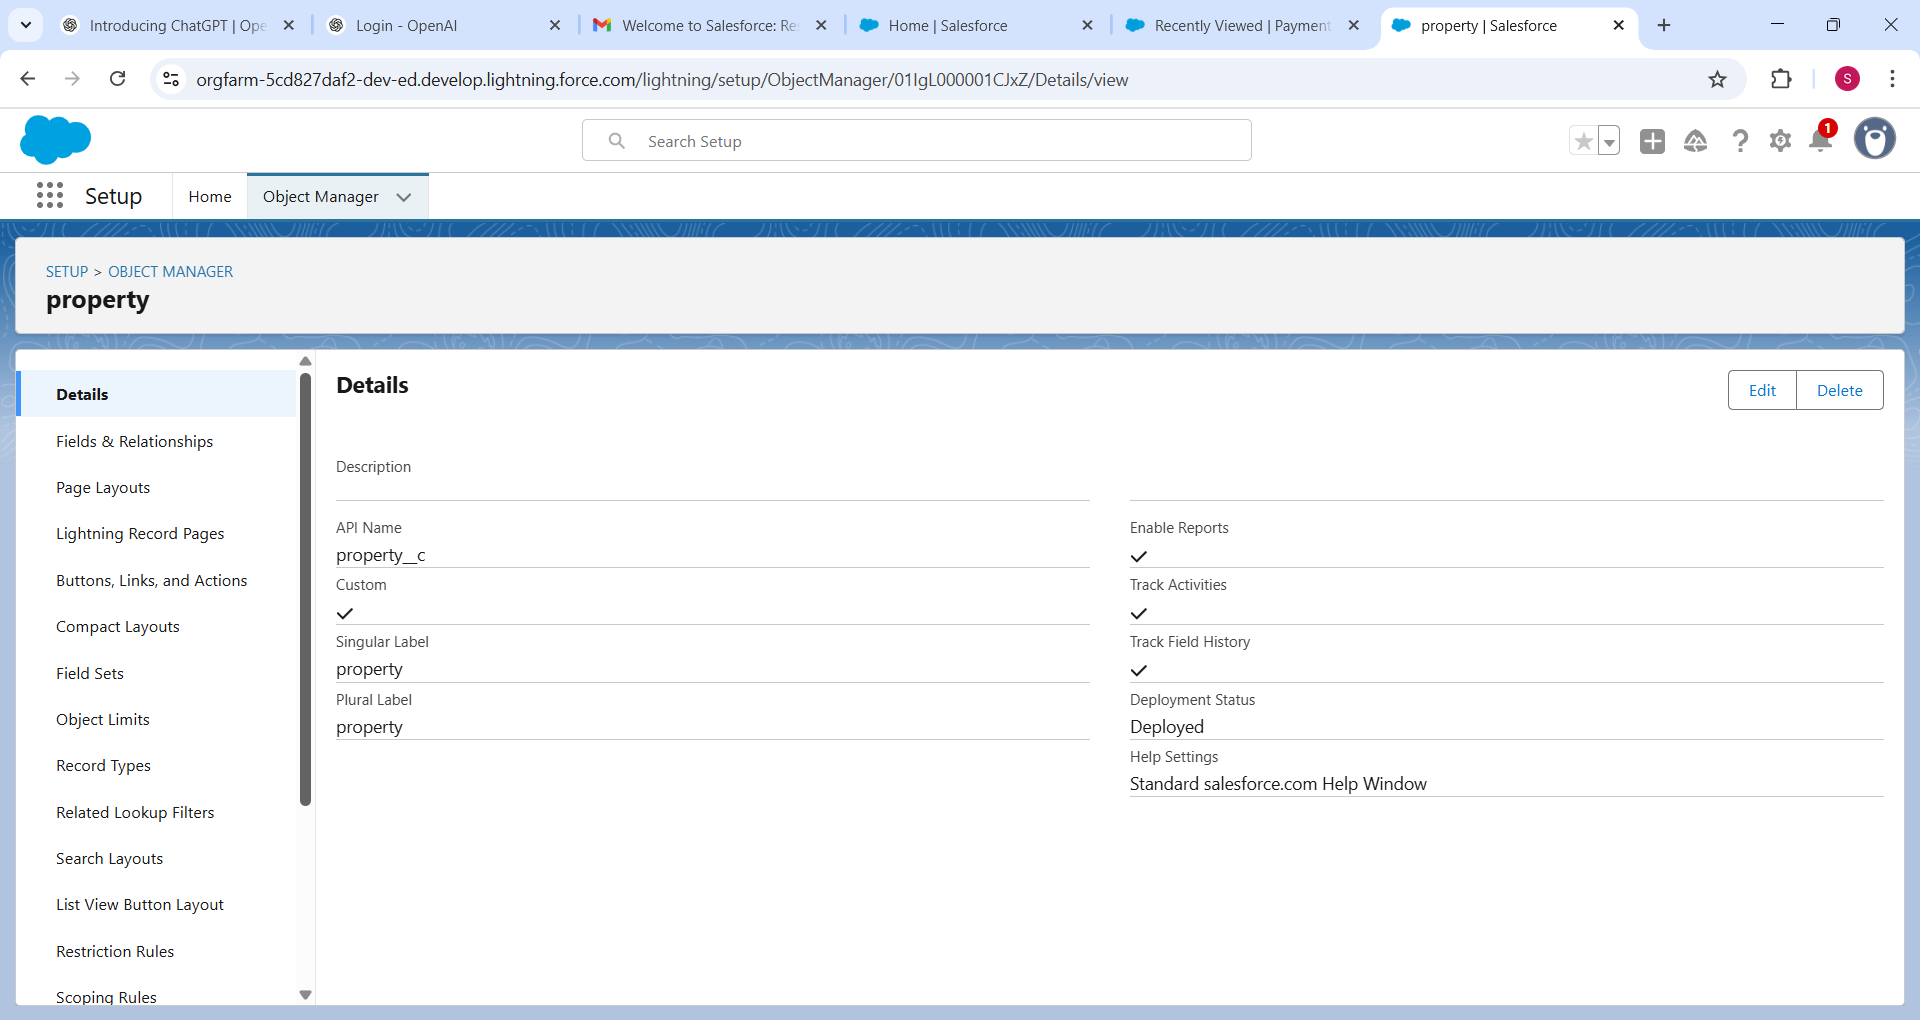 Introducing ChatGPT | Ope
Login - OpenAI
Welcome to Salesforce: Re
Home | Salesforce
Recently Viewed | Payment
property | Salesforce
orgfarm-5cd827daf2-dev-ed.develop.lightning.force.com/lightning/setup/ObjectManager/01IgL000001CJxZ/Details/view
S
Search Setup
1
Setup
Home
Object Manager
SETUP > OBJECT MANAGER
property
Details
Fields & Relationships
Page Layouts
Lightning Record Pages
Buttons, Links, and Actions
Compact Layouts
Field Sets
Object Limits
Record Types
Related Lookup Filters
Search Layouts
List View Button Layout
Restriction Rules
Scoping Rules
Details
Edit
Delete
Description
API Name
property__c
Custom
Singular Label
property
Plural Label
property
Enable Reports
Track Activities
Track Field History
Deployment Status
Deployed
Help Settings
Standard salesforce.com Help Window